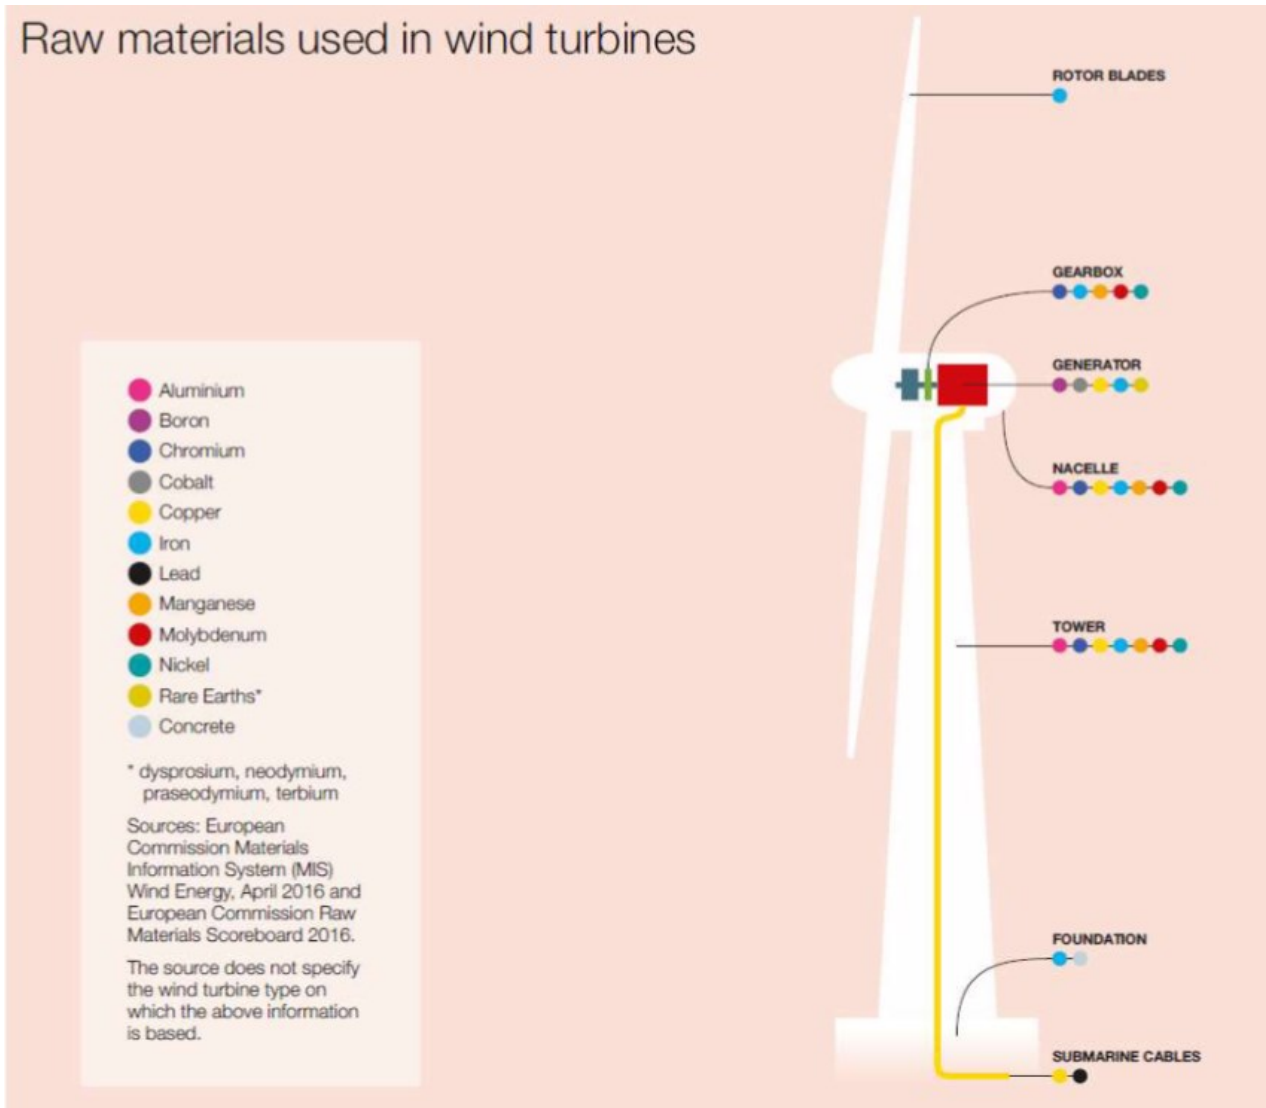 Raw materials used in wind turbines
ROTOR BLADES
GEARBOX
GENERATOR
NACELLE
TOWER
FOUNDATION
SUBMARINE CABLES
Aluminium
Boron
Chromium
Cobalt
Copper
Iron
Lead
Manganese
Molybdenum
Nickel
Rare Earths*
Concrete
* dysprosium, neodymium,
praseodymium, terbium
Sources: European
Commission Materials
Information System (MIS)
Wind Energy, April 2016 and
European Commission Raw
Materials Scoreboard 2016.
The source does not specify
the wind turbine type on
which the above information
is based.